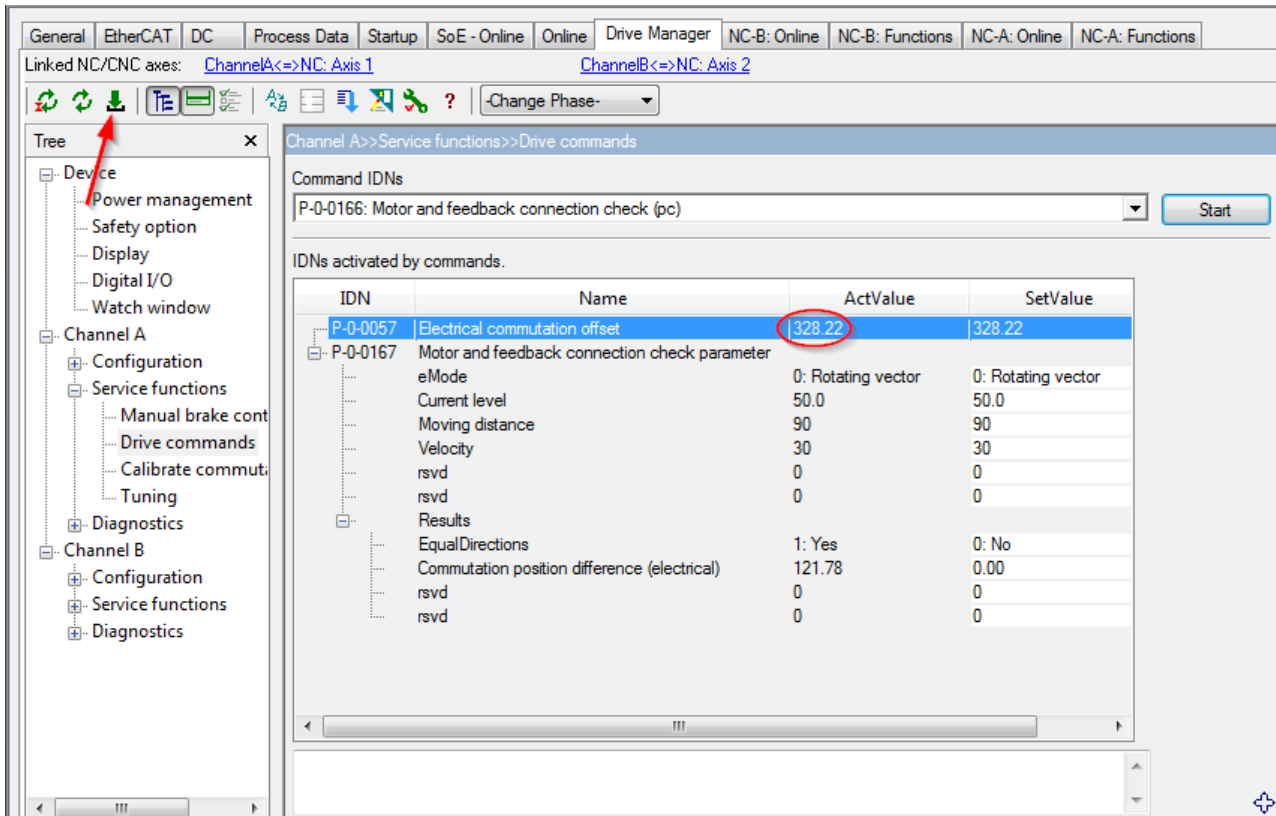 General EtherCAT DC Process Data Startup SoE - Online Online Drive Manager NC-B: Online NC-B: Functions NC-A: Online NC-A: Functions
Linked NC/CNC axes: ChannelA<=>NC: Axis 1 ChannelB<=>NC: Axis 2
? -Change Phase-
Tree x
Channel A>>Service functions>>Drive commands
Device
Power management
Safety option
Display
Digital I/O
Watch window
Channel A
Configuration
Service functions
Manual brake cont
Drive commands
Calibrate commuta
Tuning
Diagnostics
Channel B
Configuration
Service functions
Diagnostics
Command IDNs
P-0-0166: Motor and feedback connection check (pc) Start
IDNs activated by commands.
IDN Name ActValue SetValue
P-0-0057 Electrical commutation offset 328.22 328.22
P-0-0167 Motor and feedback connection check parameter
eMode 0: Rotating vector 0: Rotating vector
Current level 50.0 50.0
Moving distance 90 90
Velocity 30 30
rsvd 0 0
rsvd 0 0
Results
EqualDirections 1: Yes 0: No
Commutation position difference (electrical) 121.78 0.00
rsvd 0 0
rsvd 0 0